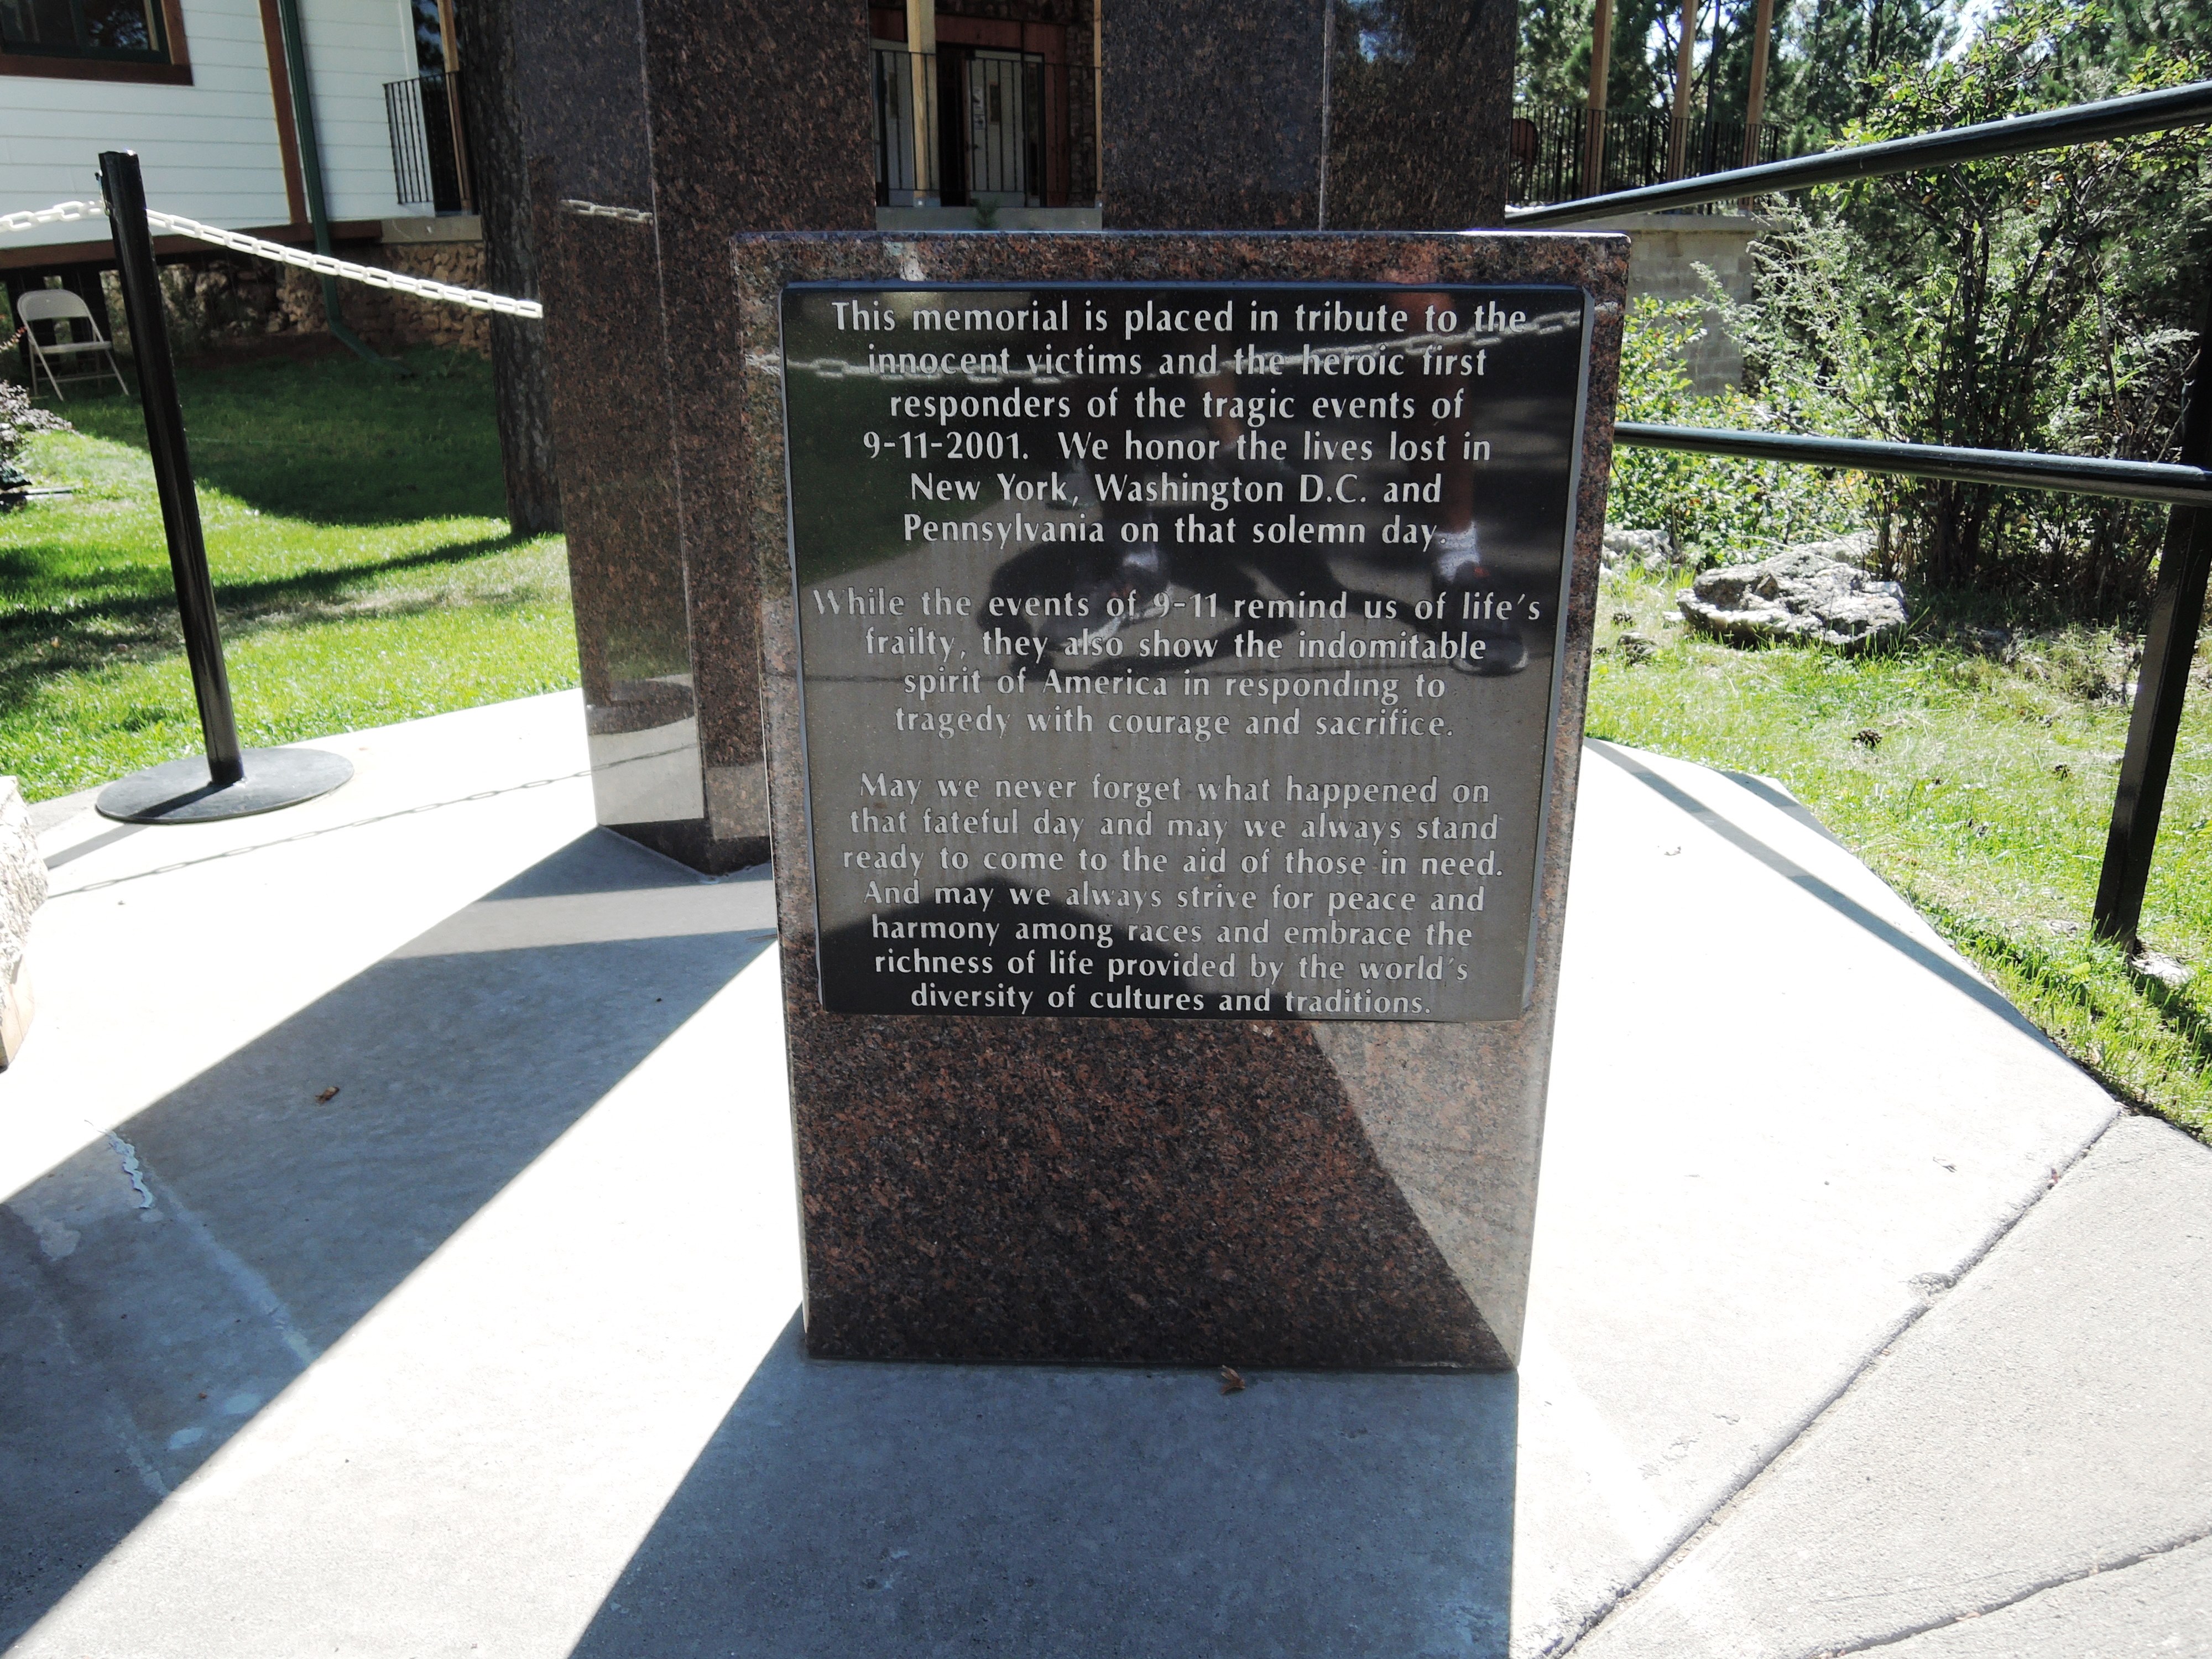 This memorial is placed in tribute to the
innocent victims and the heroic first
responders of the tragic events of
9-11-2001. We honor the lives lost in
New York, Washington D.C. and
Pennsylvania on that solemn day.
While the events of 9-11 remind us of life's
frailty, they also show the indomitable
spirit of America in responding to
tragedy with courage and sacrifice.
May we never forget what happened on
that fateful day and may we always stand
ready to come to the aid of those in need.
And may we always strive for peace and
harmony among races and embrace the
richness of life provided by the world's
diversity of cultures and traditions.